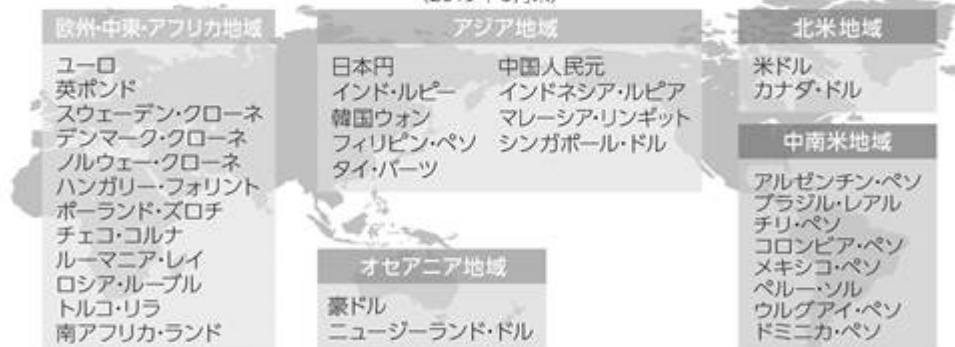 欧州・中東・アフリカ地域
ユーロ
英ポンド
スウェーデン・クローネ
デンマーク・クローネ
ノルウェー・クローネ
ハンガリー・フォリント
ポーランド・ズロチ
チェコ・コルナ
ルーマニア・レイ
ロシア・ルーブル
トルコ・リラ
南アフリカ・ランド
アジア地域
日本円 中国人民元
インド・ルピー インドネシア・ルピア
韓国ウォン マレーシア・リンギット
フィリピン・ペソ シンガポール・ドル
タイ・バーツ
オセアニア地域
豪ドル
ニュージーランド・ドル
北米地域
米ドル
カナダ・ドル
中南米地域
アルゼンチン・ペソ
ブラジル・レアル
チリ・ペソ
コロンビア・ペソ
メキシコ・ペソ
ペルー・ソル
ウルグアイ・ペソ
ドミニカ・ペソ